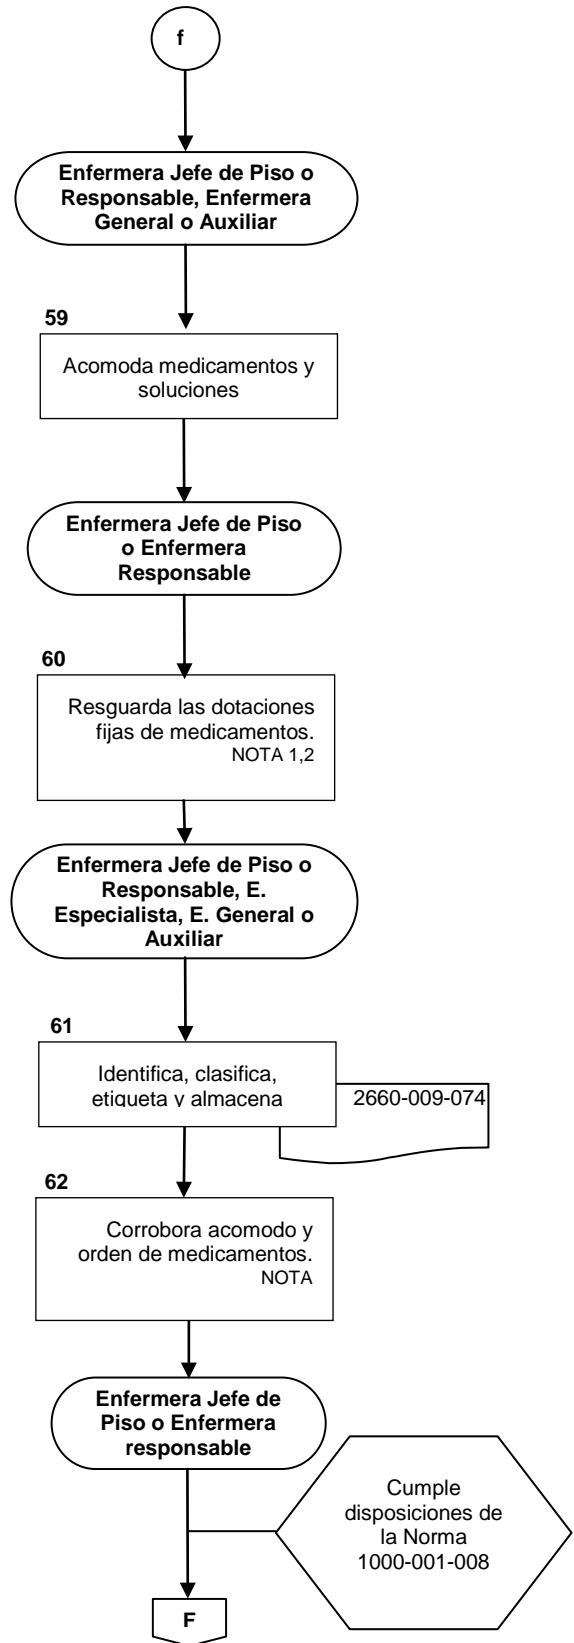 f
Enfermera Jefe de Piso o
Responsable, Enfermera
General o Auxiliar
59
Acomoda medicamentos y
soluciones
Enfermera Jefe de Piso
o Enfermera
Responsable
60
Resguarda las dotaciones
fijas de medicamentos.
NOTA 1,2
Enfermera Jefe de Piso o
Responsable, E.
Especialista, E. General o
Auxiliar
61
Identifica, clasifica,
etiqueta y almacena
2660-009-074
62
Corrobora acomodo y
orden de medicamentos.
NOTA
Enfermera Jefe de
Piso o Enfermera
responsable
Cumple
disposiciones de
la Norma
1000-001-008
F